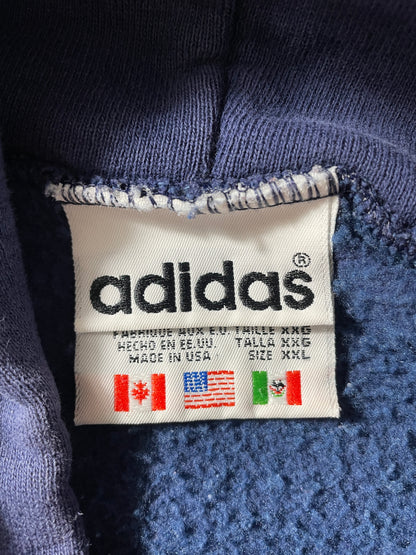 adidas®
FABRIQUE AUX E.U. TAILLE XXG
HECHO EN EE.UU. TALLA XXG
MADE IN USA SIZE XXL